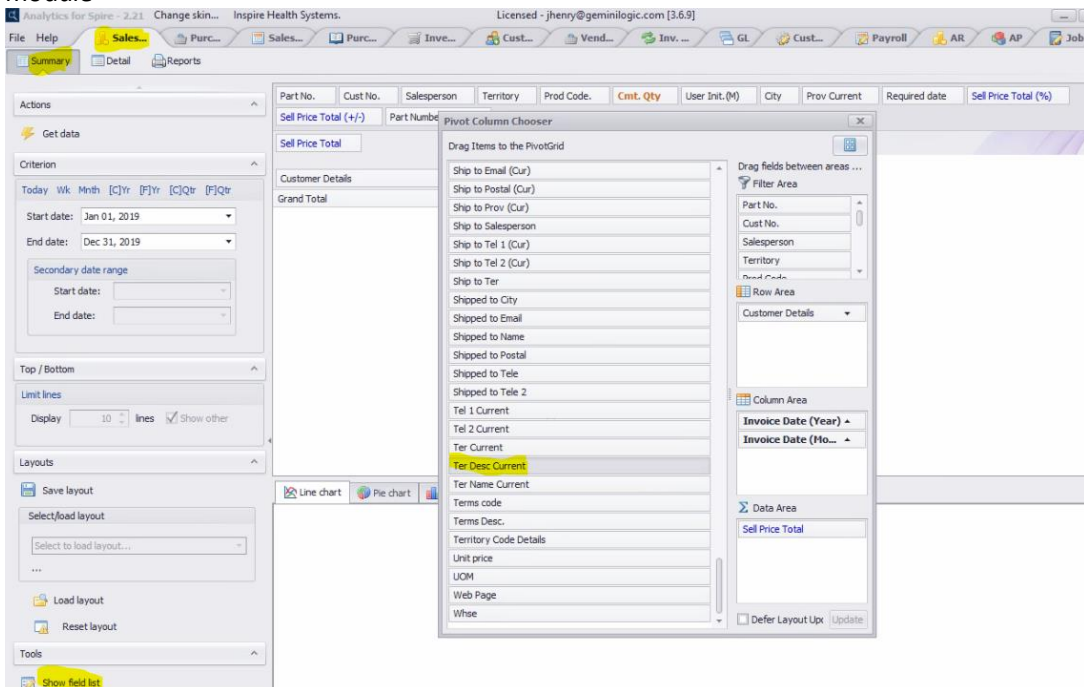 module
Analytics for Spire - 2.21 Change skin... Inspire Health Systems. Licensed - jhenry@geminilogic.com [3.6.9]
File Help Sales... Purc... Sales... Purc... Inve... Cust... Vend... Inv. ... GL Cust... Payroll AR AP Job
Summary Detail Reports
Actions
Get data
Criterion
Today Wk Mnth [C]Yr [F]Yr [C]Qtr [F]Qtr
Start date: Jan 01, 2019
End date: Dec 31, 2019
Secondary date range
Start date:
End date:
Top / Bottom
Limit lines
Display 10 lines Show other
Layouts
Save layout
Select/load layout
Select to load layout...
...
Load layout
Reset layout
Tools
Show field list
Part No. Cust No. Salesperson Territory Prod Code. Cmt. Qty User Init.(M) City Prov Current Required date Sell Price Total (%)
Sell Price Total (+/-) Part Numbe
Sell Price Total
Customer Details
Grand Total
Line chart Pie chart
Pivot Column Chooser
Drag Items to the PivotGrid
Ship to Email (Cur)
Ship to Postal (Cur)
Ship to Prov (Cur)
Ship to Salesperson
Ship to Tel 1 (Cur)
Ship to Tel 2 (Cur)
Ship to Ter
Shipped to City
Shipped to Email
Shipped to Name
Shipped to Postal
Shipped to Tele
Shipped to Tele 2
Tel 1 Current
Tel 2 Current
Ter Current
Ter Desc Current
Ter Name Current
Terms code
Terms Desc.
Territory Code Details
Unit price
UOM
Web Page
Whse
Drag fields between areas ...
Filter Area
Part No.
Cust No.
Salesperson
Territory
Prod Code
Row Area
Customer Details
Column Area
Invoice Date (Year)
Invoice Date (Mo...
Data Area
Sell Price Total
Defer Layout Upc Update